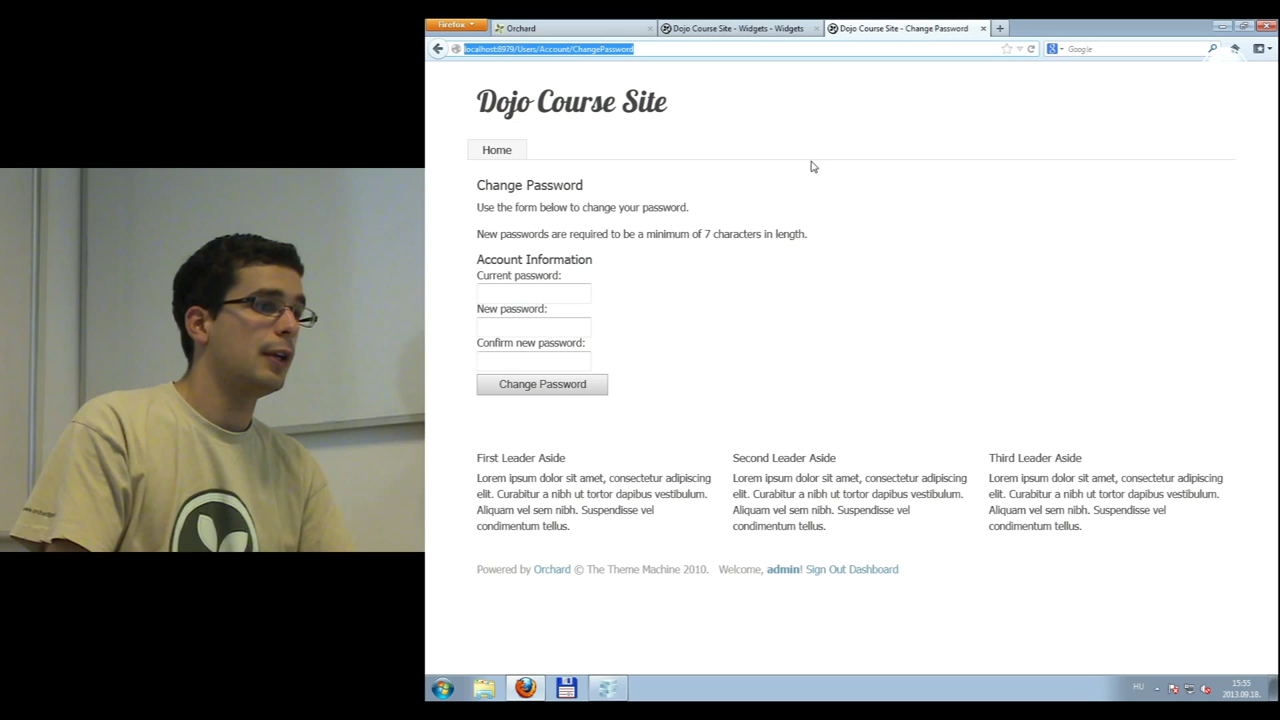 Firefox
Orchard
Dojo Course Site - Widgets - Widgets
Dojo Course Site - Change Password
localhost:8979/Users/Account/ChangePassword
Google
Dojo Course Site
Home
Change Password
Use the form below to change your password.
New passwords are required to be a minimum of 7 characters in length.
Account Information
Current password:
New password:
Confirm new password:
Change Password
First Leader Aside
Lorem ipsum dolor sit amet, consectetur adipiscing
elit. Curabitur a nibh ut tortor dapibus vestibulum.
Aliquam vel sem nibh. Suspendisse vel
condimentum tellus.
Second Leader Aside
Lorem ipsum dolor sit amet, consectetur adipiscing
elit. Curabitur a nibh ut tortor dapibus vestibulum.
Aliquam vel sem nibh. Suspendisse vel
condimentum tellus.
Third Leader Aside
Lorem ipsum dolor sit amet, consectetur adipiscing
elit. Curabitur a nibh ut tortor dapibus vestibulum.
Aliquam vel sem nibh. Suspendisse vel
condimentum tellus.
Powered by Orchard © The Theme Machine 2010. Welcome, admin! Sign Out Dashboard
HU
15:55
2013.09.18.